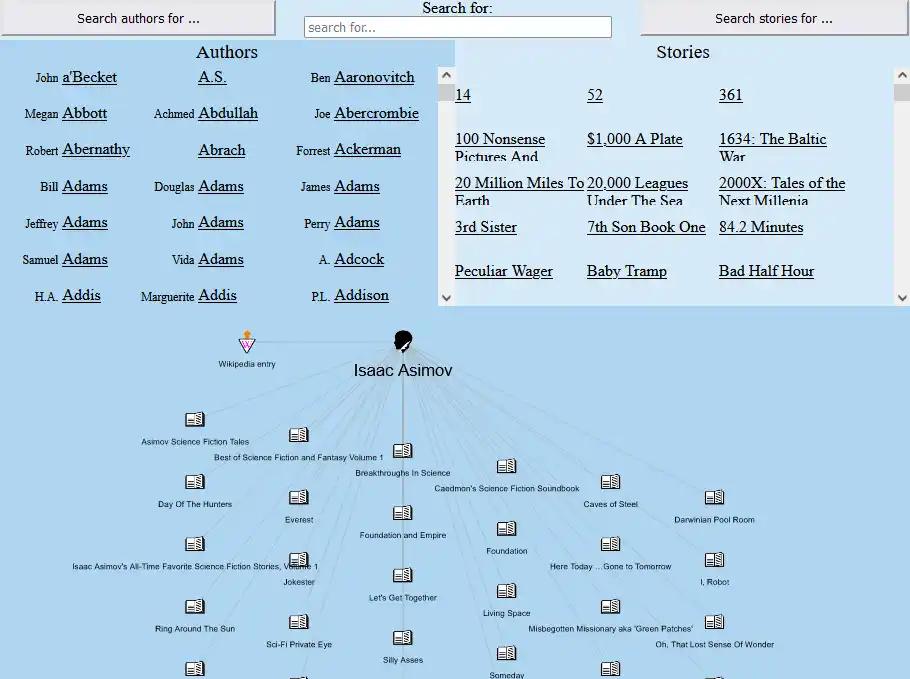 Search authors for ...
Search for:
search for...
Search stories for ...
Authors
Stories
John a'Becket
A.S.
Ben Aaronovitch
Megan Abbott
Achmed Abdullah
Joe Abercrombie
Robert Abernathy
Abrach
Forrest Ackerman
Bill Adams
Douglas Adams
James Adams
Jeffrey Adams
John Adams
Perry Adams
Samuel Adams
Vida Adams
A. Adcock
H.A. Addis
Marguerite Addis
P.L. Addison
14
52
361
100 Nonsense
Pictures And
$1,000 A Plate
1634: The Baltic
War
20 Million Miles To
Earth
20,000 Leagues
Under The Sea
2000X: Tales of the
Next Millenia
3rd Sister
7th Son Book One
84.2 Minutes
Peculiar Wager
Baby Tramp
Bad Half Hour
W
Wikipedia entry
Isaac Asimov
Asimov Science Fiction Tales
Best of Science Fiction and Fantasy Volume 1
Breakthroughs In Science
Caedmon's Science Fiction Soundbook
Caves of Steel
Darwinian Pool Room
Day Of The Hunters
Everest
Foundation and Empire
Foundation
Here Today ...Gone to Tomorrow
I, Robot
Isaac Asimov's All-Time Favorite Science Fiction Stories, Volume 1
Jokester
Let's Get Together
Living Space
Misbegotten Missionary aka 'Green Patches'
Oh, That Lost Sense Of Wonder
Ring Around The Sun
Sci-Fi Private Eye
Silly Asses
Someday